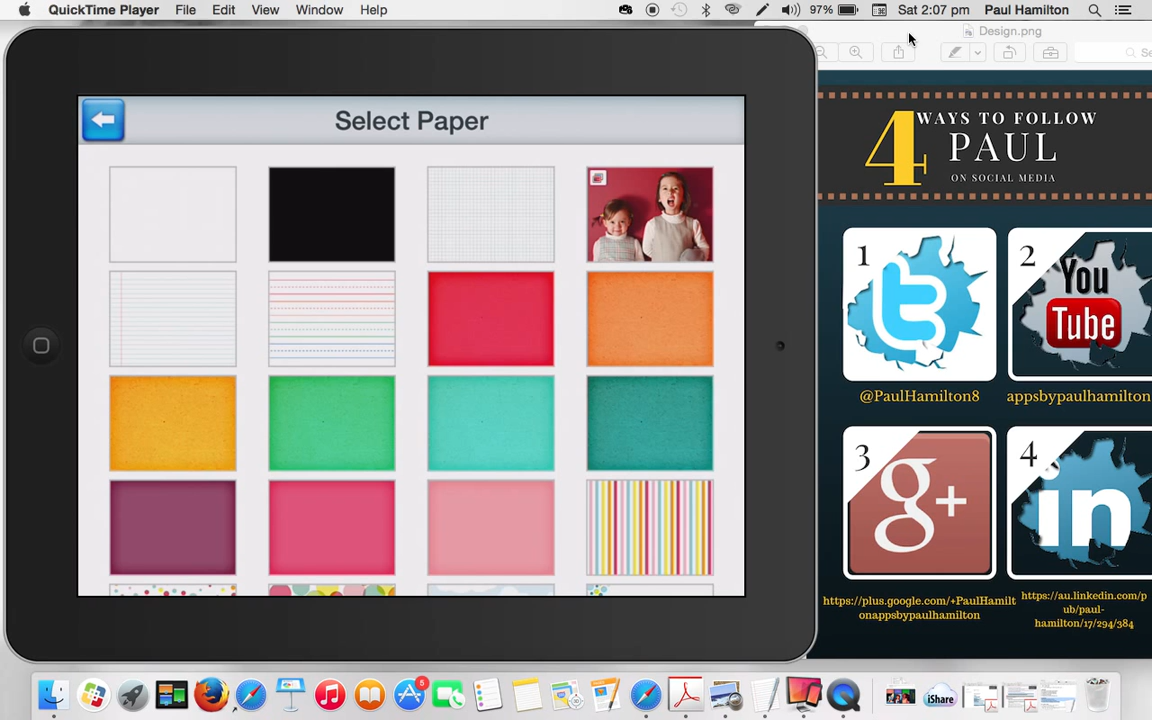 QuickTime Player File Edit View Window Help 97% Sat 2:07 pm Paul Hamilton
Design.png
Select Paper
4 WAYS TO FOLLOW
PAUL
ON SOCIAL MEDIA
1
2
You
Tube
@PaulHamilton8
appsbypaulhamilton
3
g+
4
in
https://plus.google.com/+PaulHamilt
onappsbypaulhamilton
https://au.linkedin.com/p
ub/paul-
hamilton/17/294/384
5
iShare